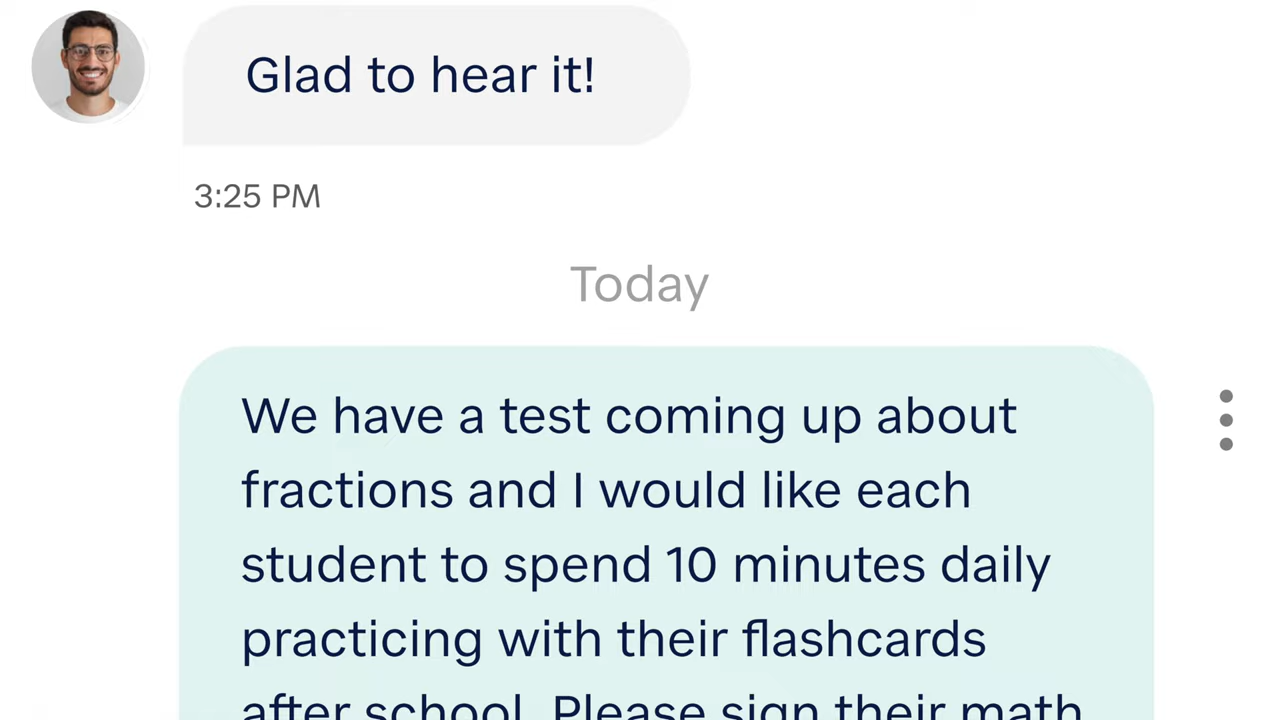 Glad to hear it!
3:25 PM
Today
We have a test coming up about
fractions and I would like each
student to spend 10 minutes daily
practicing with their flashcards
after school. Please sign their math